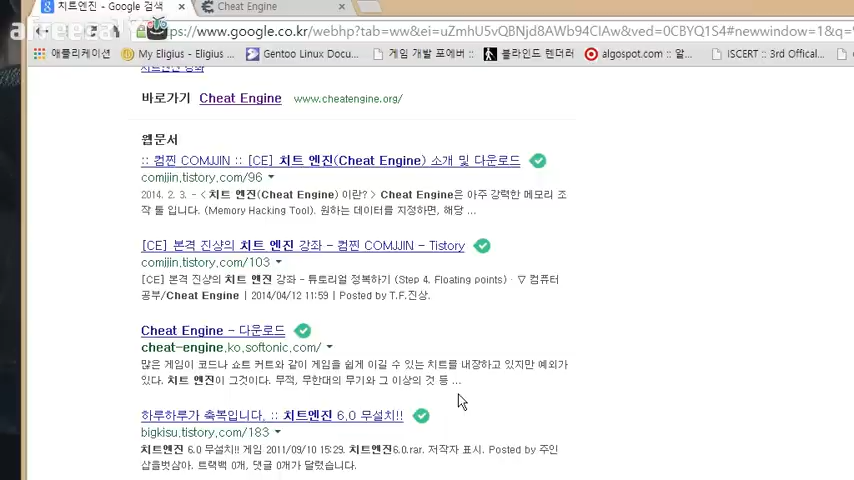 치트엔진 - Google 검색
Cheat Engine
afreeca
ps://www.google.co.kr/webhp?tab=ww&ei=uZmhU5vQBNjd8AWb94CIAw&ved=0CBYQ1S4#newwindow=1&q=
애플리케이션
My Eligius - Eligius ...
Gentoo Linux Docu
게임 개발 포에버 ::
블라인드 렌더러
algospot.com :: 알...
ISCERT :: 3rd Offical...
치트엔진 강좌
바로가기 Cheat Engine www.cheatengine.org/
웹문서
:: 컴찐 COMJJIN :: [CE] 치트 엔진(Cheat Engine) 소개 및 다운로드
comjjin.tistory.com/96
2014. 2. 3. - < 치트 엔진(Cheat Engine) 이란? > Cheat Engine은 아주 강력한 메모리 조
작 툴 입니다. (Memory Hacking Tool). 원하는 데이터를 지정하면, 해당 ...
[CE] 본격 진상의 치트 엔진 강좌 - 컴찐 COMJJIN - Tistory
comjjin.tistory.com/103
[CE] 본격 진상의 치트 엔진 강좌 - 튜토리얼 정복하기 (Step 4. Floating points) · ▽ 컴퓨터
공부/Cheat Engine | 2014/04/12 11:59 | Posted by T.F.진상.
Cheat Engine - 다운로드
cheat-engine.ko.softonic.com/
많은 게임이 코드나 쇼트 커트와 같이 게임을 쉽게 이길 수 있는 치트를 내장하고 있지만 예외가
있다. 치트 엔진이 그것이다. 무적, 무한대의 무기와 그 이상의 것 등 ...
하루하루가 축복입니다. :: 치트엔진 6.0 무설치!!
bigkisu.tistory.com/183
치트엔진 6.0 무설치!! 게임 2011/09/10 15:29. 치트엔진6.0.rar. 저작자 표시. Posted by 주인
샵을벗삼아. 트랙백 0개, 댓글 0개가 달렸습니다.